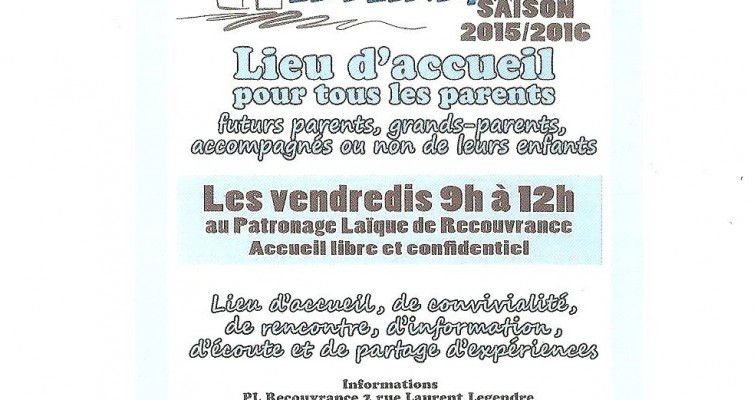 SAISON
2015/2016
Lieu d'accueil
pour tous les parents
futurs parents, grands-parents,
accompagnés ou non de leurs enfants
Les vendredis 9h à 12h
au Patronage Laïque de Recouvrance
Accueil libre et confidentiel
Lieu d'accueil, de convivialité,
de rencontre, d'information,
d'écoute et de partage d'expériences
Informations
PL Recouvrance 7 rue Laurent Legendre